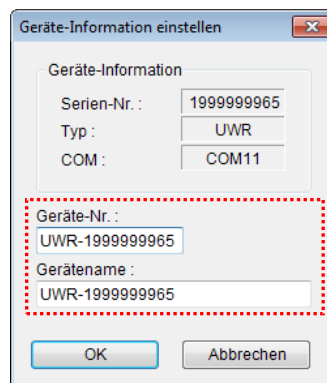 Geräte-Information einstellen
Geräte-Information
Serien-Nr. : 1999999965
Typ : UWR
COM : COM11
Geräte-Nr. :
UWR-1999999965
Gerätename :
UWR-1999999965
OK Abbrechen